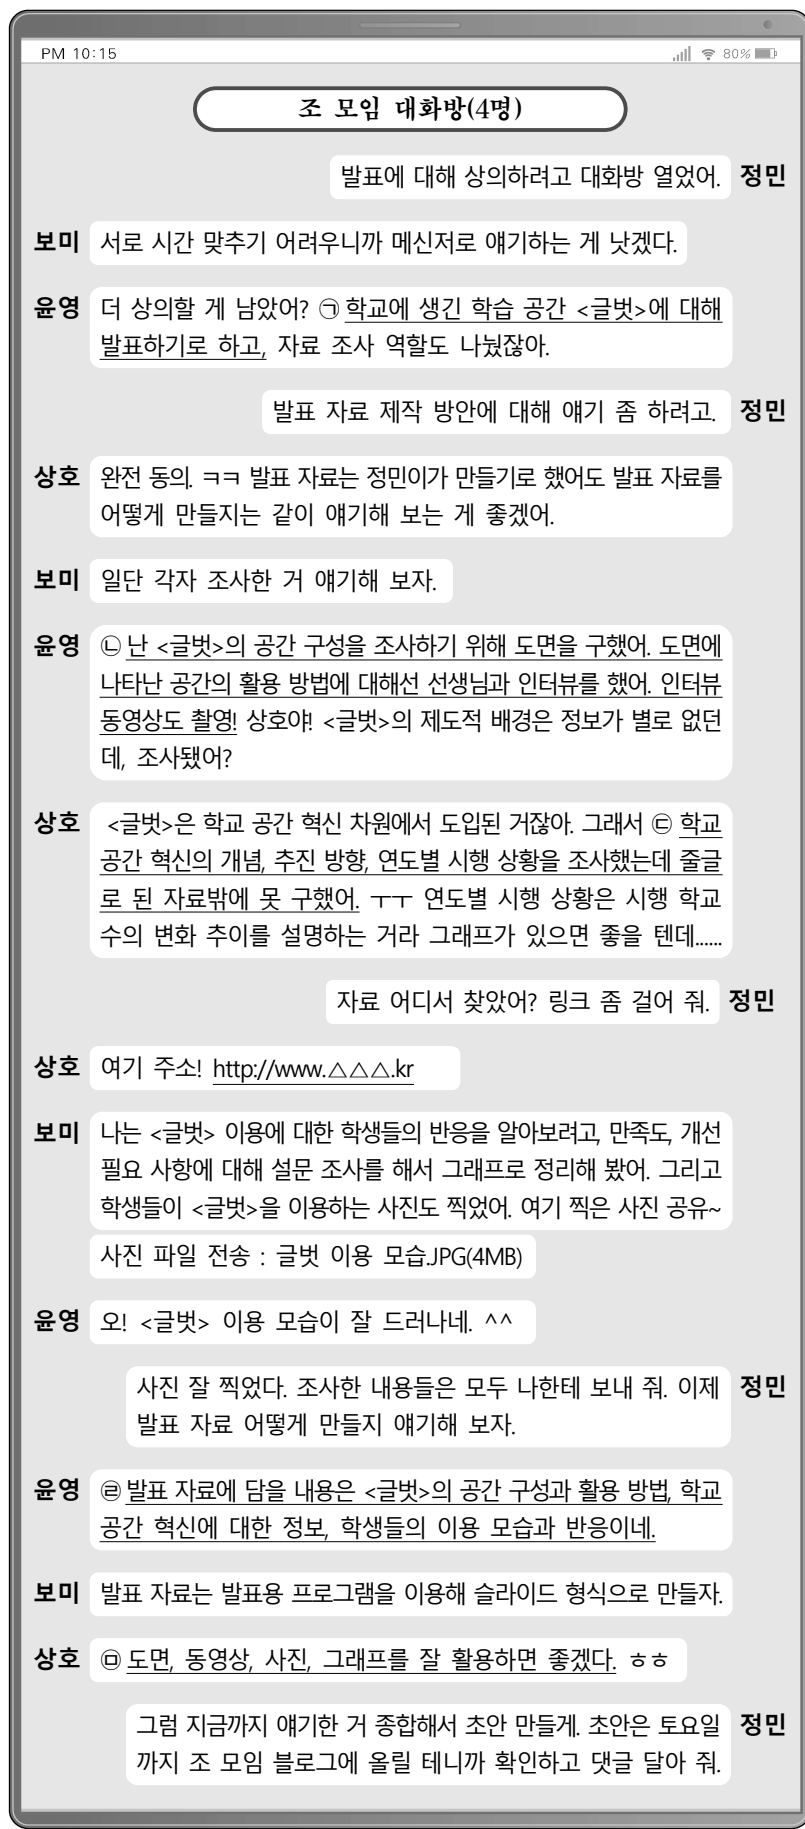 PM 10:15
80%
조 모임 대화방(4명)
발표에 대해 상의하려고 대화방 열었어. 정민
보미 서로 시간 맞추기 어려우니까 메신저로 얘기하는 게 낫겠다.
윤영 더 상의할 게 남았어? ㉠ 학교에 생긴 학습 공간 <글벗>에 대해
발표하기로 하고, 자료 조사 역할도 나눴잖아.
발표 자료 제작 방안에 대해 얘기 좀 하려고. 정민
상호 완전 동의. ㅋㅋ 발표 자료는 정민이가 만들기로 했어도 발표 자료를
어떻게 만들지는 같이 얘기해 보는 게 좋겠어.
보미 일단 각자 조사한 거 얘기해 보자.
윤영 ㉡ 난 <글벗>의 공간 구성을 조사하기 위해 도면을 구했어. 도면에
나타난 공간의 활용 방법에 대해선 선생님과 인터뷰를 했어. 인터뷰
동영상도 촬영! 상호야! <글벗>의 제도적 배경은 정보가 별로 없던
데, 조사됐어?
상호 <글벗>은 학교 공간 혁신 차원에서 도입된 거잖아. 그래서 ㉢ 학교
공간 혁신의 개념, 추진 방향, 연도별 시행 상황을 조사했는데 줄글
로 된 자료밖에 못 구했어. ㅜㅜ 연도별 시행 상황은 시행 학교
수의 변화 추이를 설명하는 거라 그래프가 있으면 좋을 텐데......
자료 어디서 찾았어? 링크 좀 걸어 줘. 정민
상호 여기 주소! http://www.△△△.kr
보미 나는 <글벗> 이용에 대한 학생들의 반응을 알아보려고, 만족도, 개선
필요 사항에 대해 설문 조사를 해서 그래프로 정리해 봤어. 그리고
학생들이 <글벗>을 이용하는 사진도 찍었어. 여기 찍은 사진 공유~
사진 파일 전송 : 글벗 이용 모습.JPG(4MB)
윤영 오! <글벗> 이용 모습이 잘 드러나네. ^^
사진 잘 찍었다. 조사한 내용들은 모두 나한테 보내 줘. 이제 정민
발표 자료 어떻게 만들지 얘기해 보자.
윤영 ㉣ 발표 자료에 담을 내용은 <글벗>의 공간 구성과 활용 방법, 학교
공간 혁신에 대한 정보, 학생들의 이용 모습과 반응이네.
보미 발표 자료는 발표용 프로그램을 이용해 슬라이드 형식으로 만들자.
상호 ㉤ 도면, 동영상, 사진, 그래프를 잘 활용하면 좋겠다. ㅎㅎ
그럼 지금까지 얘기한 거 종합해서 초안 만들게. 초안은 토요일 정민
까지 조 모임 블로그에 올릴 테니까 확인하고 댓글 달아 줘.